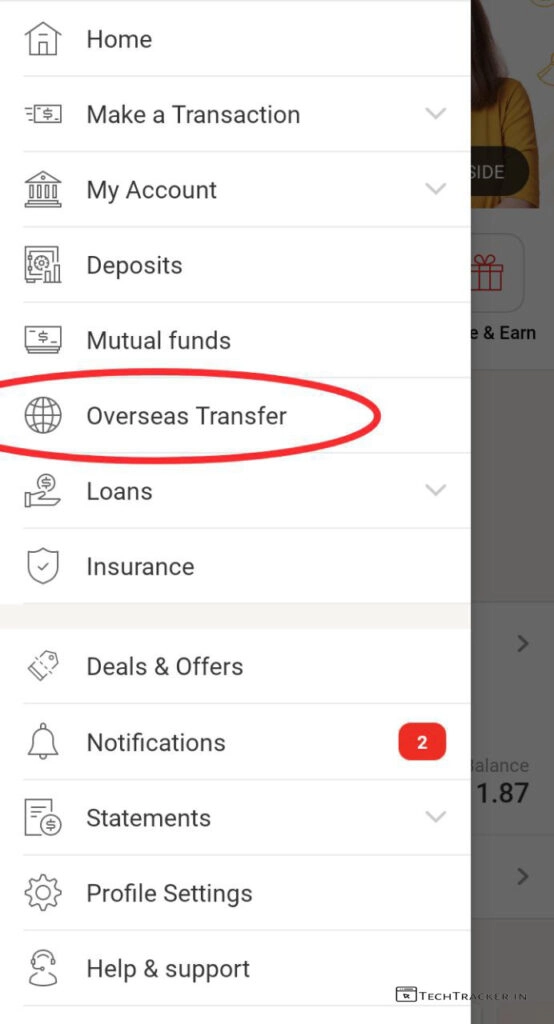 Home
Make a Transaction
My Account
Deposits
Mutual funds
Overseas Transfer
Loans
Insurance
Deals & Offers
Notifications 2
Statements
Profile Settings
Help & support
SIDE
e & Earn
Balance
1.87
TECHTRACKER.IN